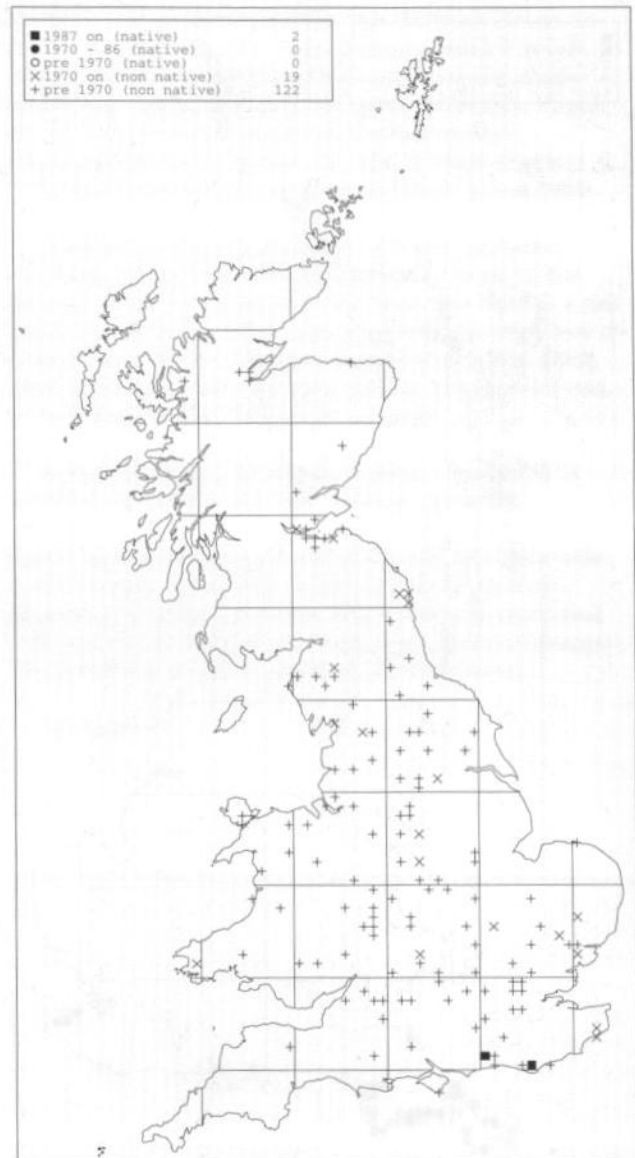 ■ 1987 on (native) 2
● 1970 - 86 (native) 0
○ pre 1970 (native) 0
× 1970 on (non native) 19
+ pre 1970 (non native) 122